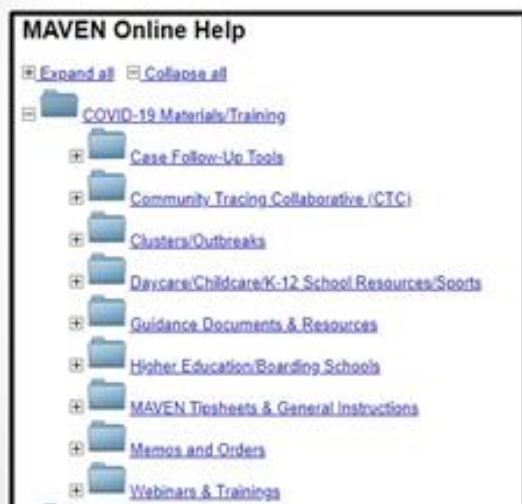 MAVEN Online Help
Expand all Collapse all
COVID-19 Materials/Training
Case Follow-Up Tools
Community Tracing Collaborative (CTC)
Clusters/Outbreaks
Daycare/Childcare/K-12 School Resources/Sports
Guidance Documents & Resources
Higher Education/Boarding Schools
MAVEN Tipsheets & General Instructions
Memos and Orders
Webinars & Trainings